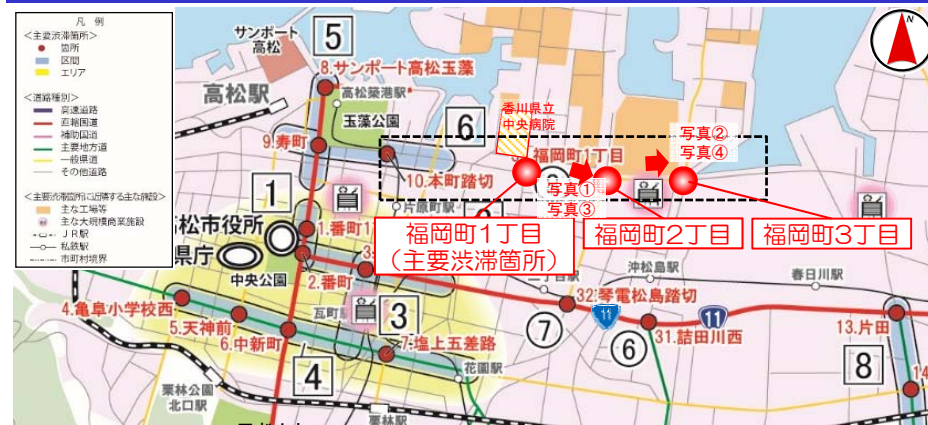 凡 例
<主要渋滞箇所>
箇所
区間
エリア
<道路種別>
高速道路
直轄国道
補助国道
主要地方道
一般県道
その他道路
<主要渋滞箇所に近接する主な施設>
主な工場等
主な大規模商業施設
JR駅
私鉄駅
市町村境界
サンポート
高松
5
8.サンポート高松玉藻
高松駅
高松築港駅
玉藻公園
6
9.寿町
10.本町踏切
香川県立
中央病院
福岡町1丁目
写真②
写真④
写真①
写真③
片原町駅
福岡町1丁目
(主要渋滞箇所)
福岡町2丁目
福岡町3丁目
1
松市役所
県庁
1.番町1
中央公園
2.番町
3
沖松島駅
春日川駅
4.亀阜小学校西
5.天神前
6.中新町
瓦町駅
3
7.塩上五差路
4
花園駅
32.琴電松島踏切
11
11
7
6
31.詰田川西
13.片田
8
14
栗林公園
北口駅
栗林駅
N